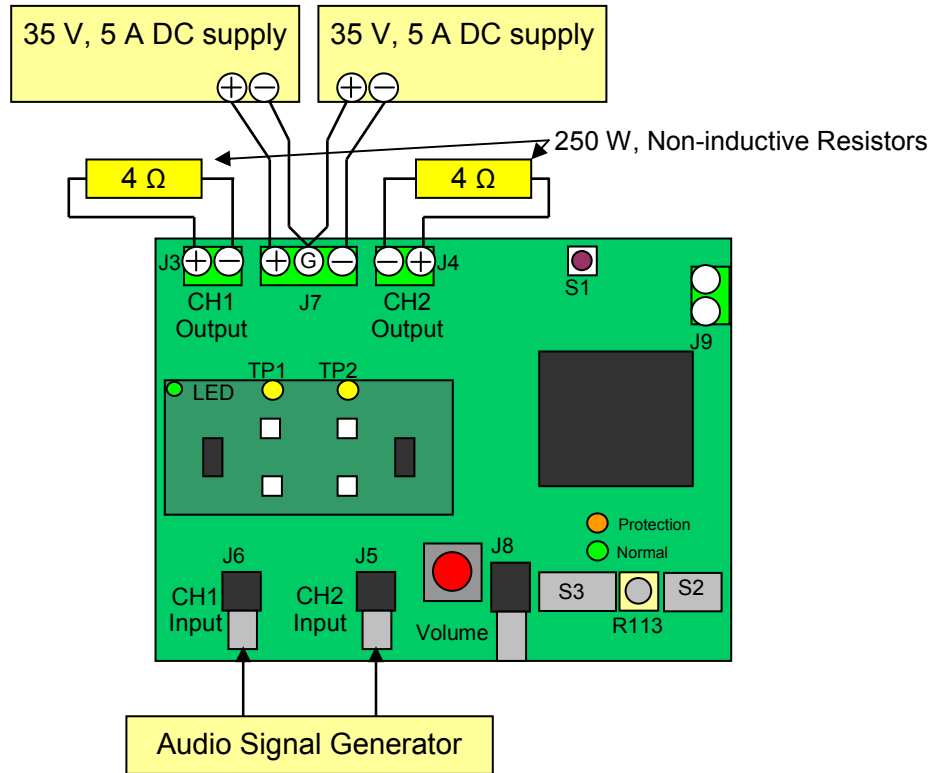 35 V, 5 A DC supply
35 V, 5 A DC supply
+ −
+ −
250 W, Non-inductive Resistors
4 Ω
4 Ω
J3
+ −
+ G −
− +
J4
CH1
Output
J7
CH2
Output
S1
J9
LED
TP1
TP2
Protection
Normal
J6
J5
J8
CH1
Input
CH2
Input
Volume
S3
S2
R113
Audio Signal Generator